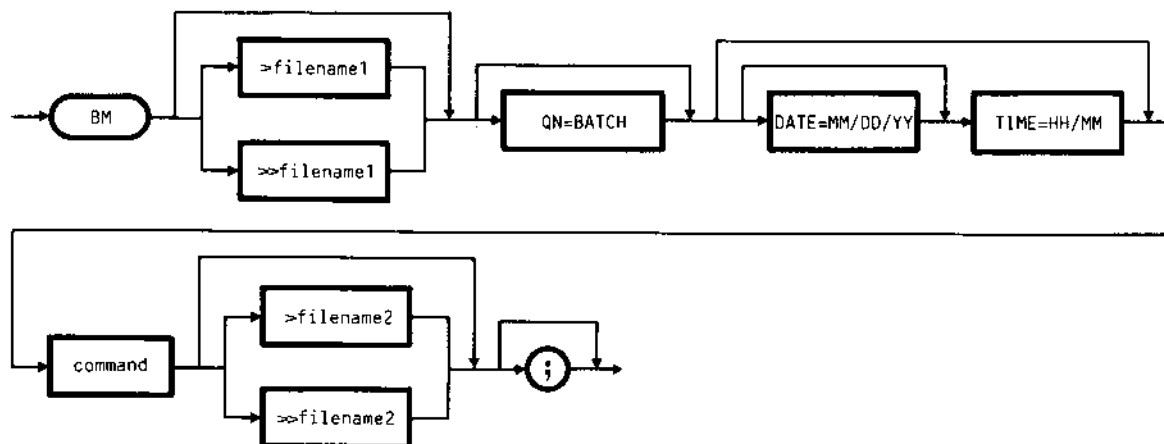 >filename1
BM
QN=BATCH
DATE=MM/DD/YY
TIME=HH/MM
>>filename1
>filename2
command
;
>>filename2